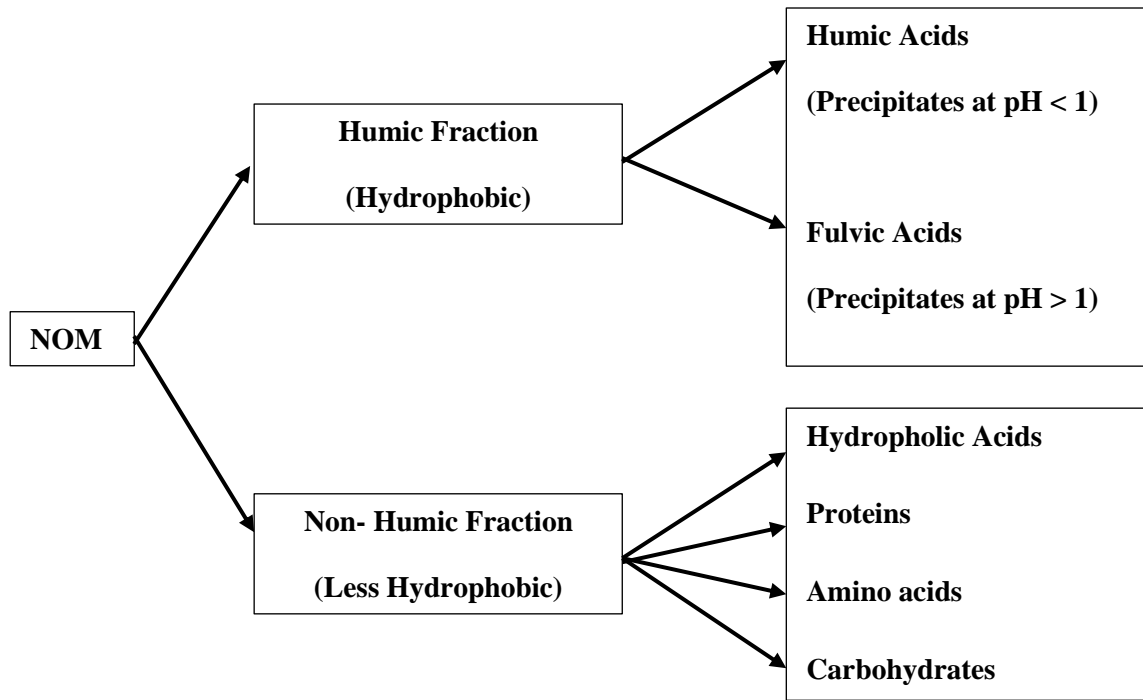 NOM
Humic Fraction
(Hydrophobic)
Humic Acids
(Precipitates at pH < 1)
Fulvic Acids
(Precipitates at pH > 1)
Non- Humic Fraction
(Less Hydrophobic)
Hydropholic Acids
Proteins
Amino acids
Carbohydrates